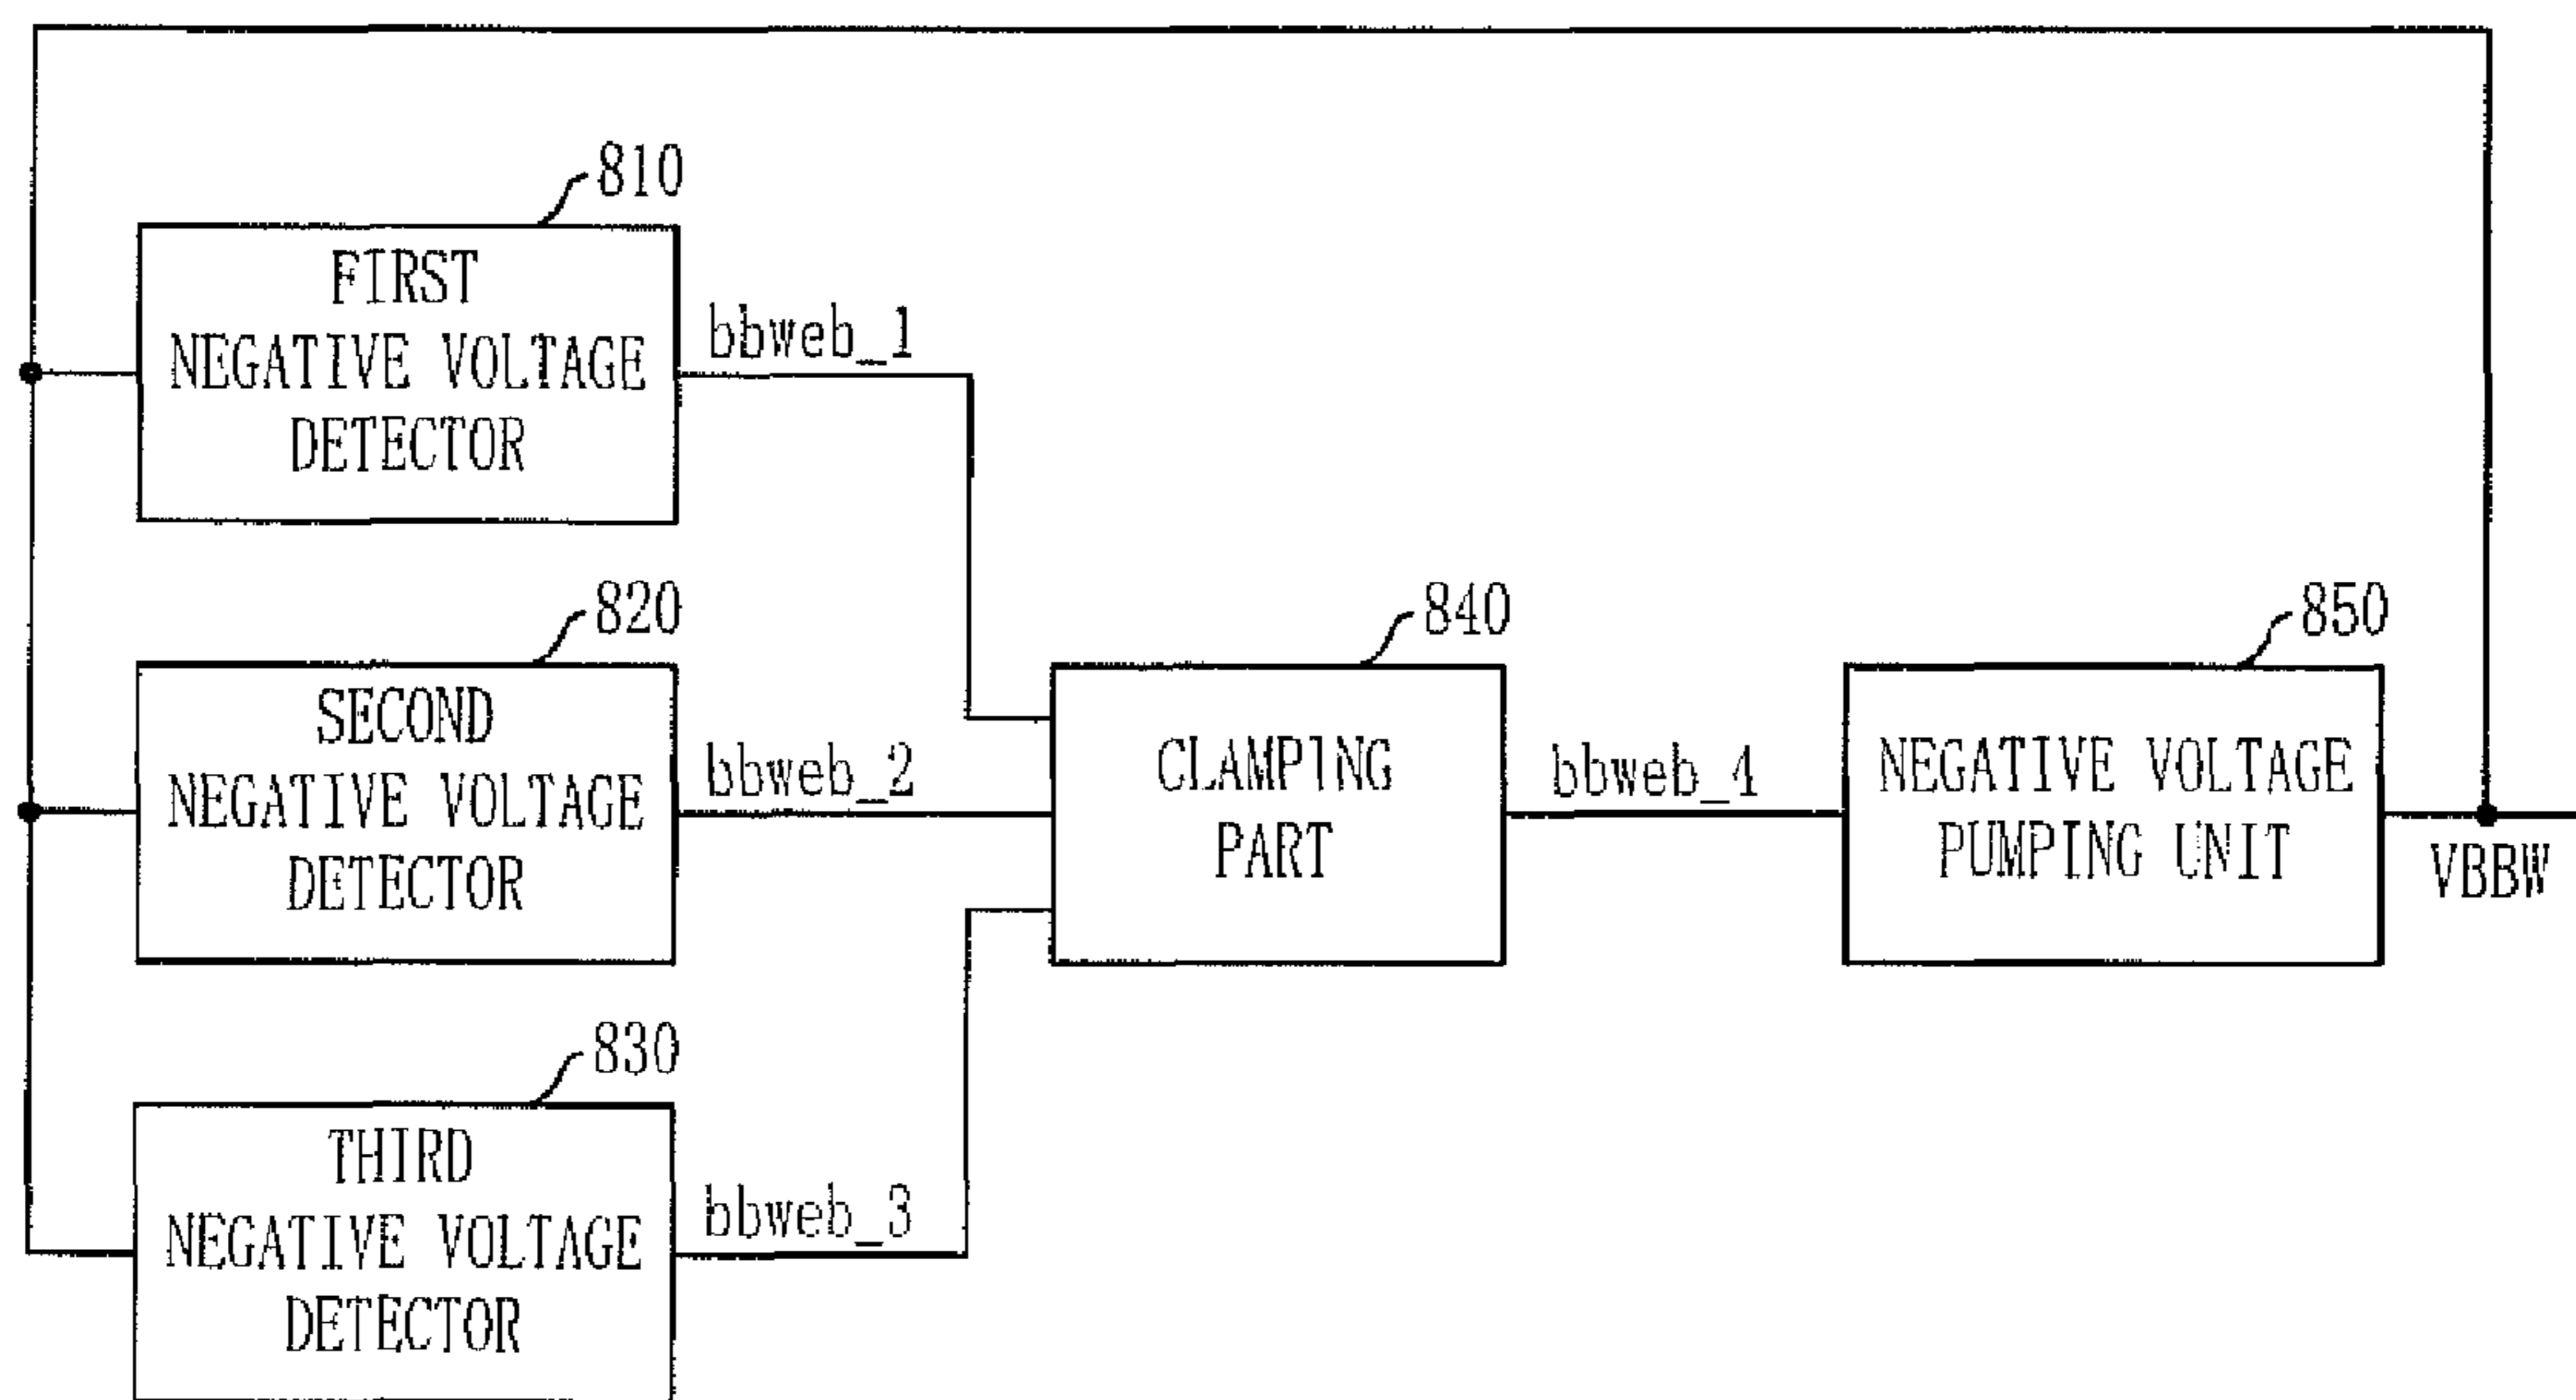 810
FIRST
NEGATIVE VOLTAGE
DETECTOR
bbweb_1
820
SECOND
NEGATIVE VOLTAGE
DETECTOR
bbweb_2
830
THIRD
NEGATIVE VOLTAGE
DETECTOR
bbweb_3
840
CLAMPING
PART
bbweb_4
850
NEGATIVE VOLTAGE
PUMPING UNIT
VBBW